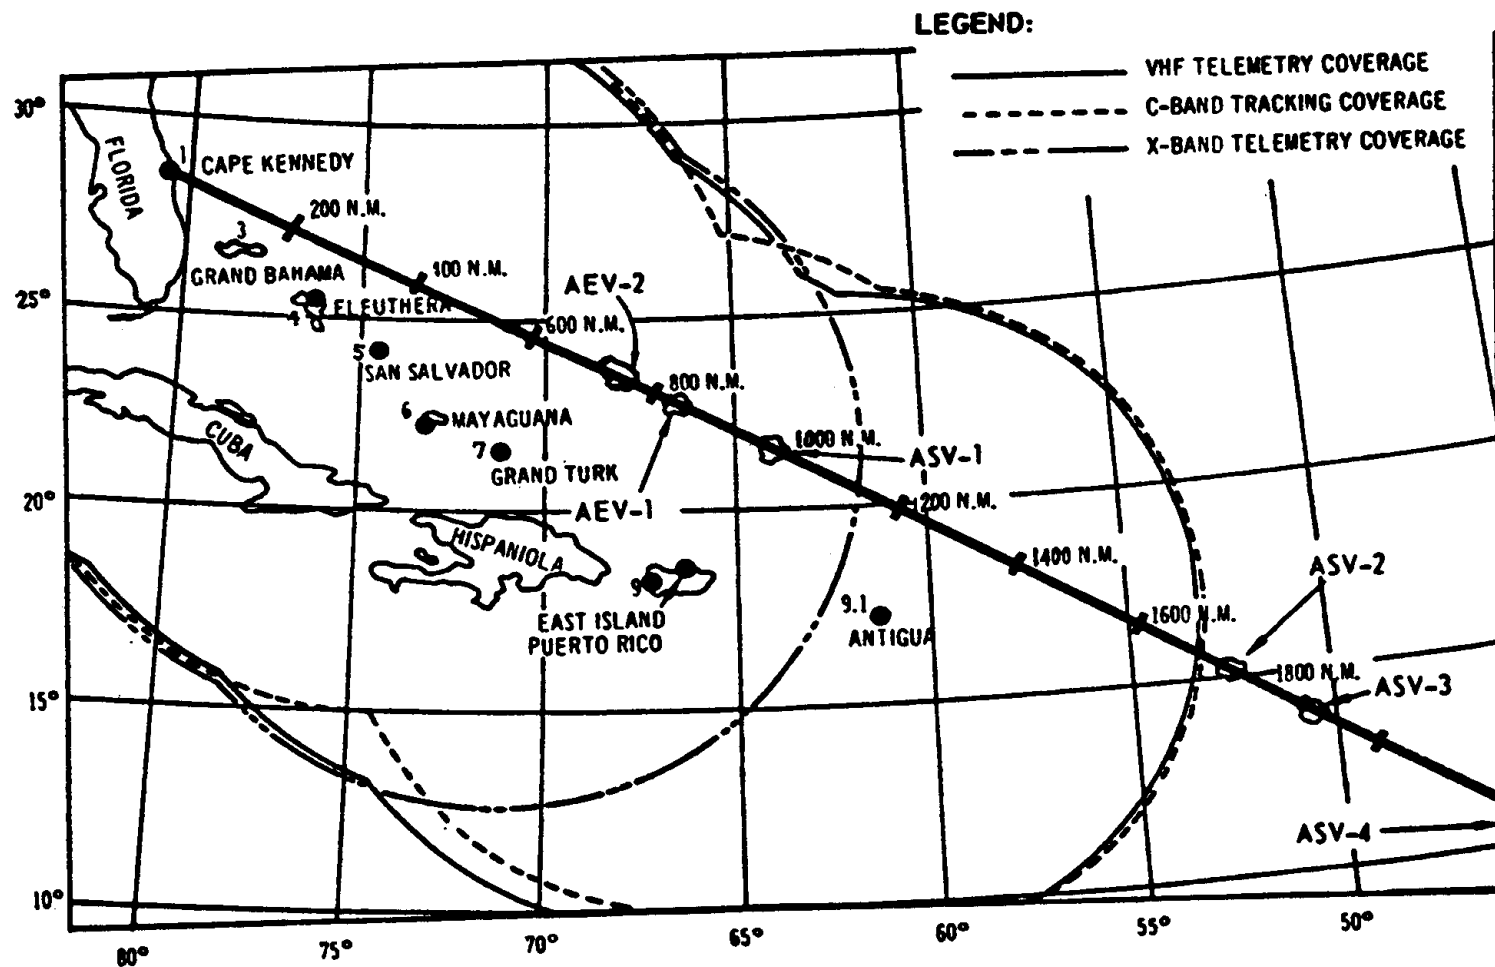 LEGEND:
VHF TELEMETRY COVERAGE
C-BAND TRACKING COVERAGE
X-BAND TELEMETRY COVERAGE
30°
FLORIDA
1
CAPE KENNEDY
200 N.M.
3
GRAND BAHAMA
400 N.M.
AEV-2
25°
4
ELEUTHERA
600 N.M.
5
SAN SALVADOR
800 N.M.
6
MAYAGUANA
CUBA
7
GRAND TURK
1000 N.M.
ASV-1
20°
AEV-1
1200 N.M.
HISPANIOLA
1400 N.M.
ASV-2
9
EAST ISLAND
PUERTO RICO
9.1
ANTIGUA
1600 N.M.
1800 N.M.
ASV-3
15°
ASV-4
10°
80°
75°
70°
65°
60°
55°
50°